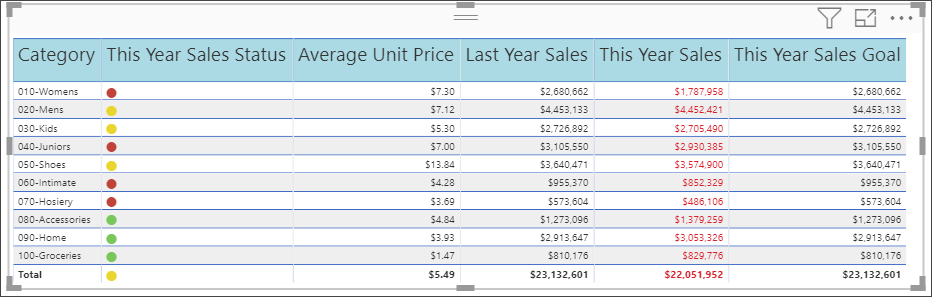 Category This Year Sales Status Average Unit Price Last Year Sales This Year Sales This Year Sales Goal
010-Womens $7.30 $2,680,662 $1,787,958 $2,680,662
020-Mens $7.12 $4,453,133 $4,452,421 $4,453,133
030-Kids $5.30 $2,726,892 $2,705,490 $2,726,892
040-Juniors $7.00 $3,105,550 $2,930,385 $3,105,550
050-Shoes $13.84 $3,640,471 $3,574,900 $3,640,471
060-Intimate $4.28 $955,370 $852,329 $955,370
070-Hosiery $3.69 $573,604 $486,106 $573,604
080-Accessories $4.84 $1,273,096 $1,379,259 $1,273,096
090-Home $3.93 $2,913,647 $3,053,326 $2,913,647
100-Groceries $1.47 $810,176 $829,776 $810,176
Total $5.49 $23,132,601 $22,051,952 $23,132,601